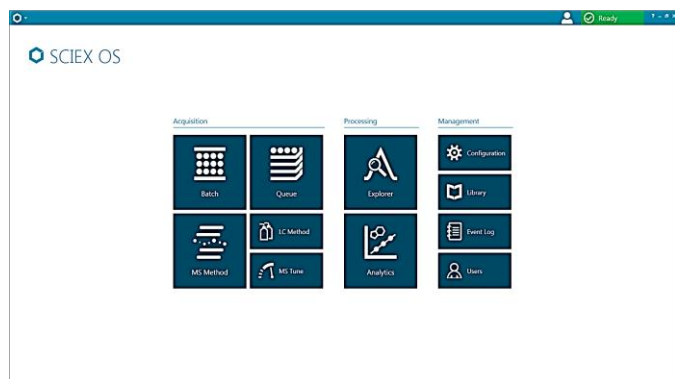 Ready
SCIEX OS
Acquisition
Processing
Management
Batch
Queue
Explorer
Configuration
Library
MS Method
LC Method
MS Tune
Analytics
Event Log
Users